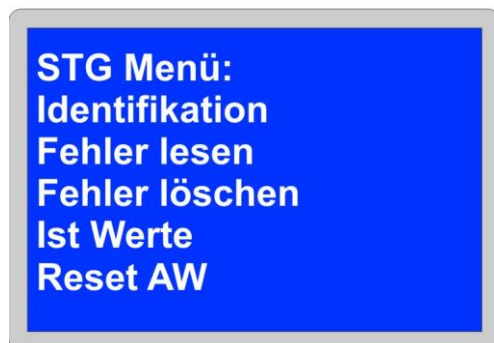 STG Menü:
Identifikation
Fehler lesen
Fehler löschen
Ist Werte
Reset AW